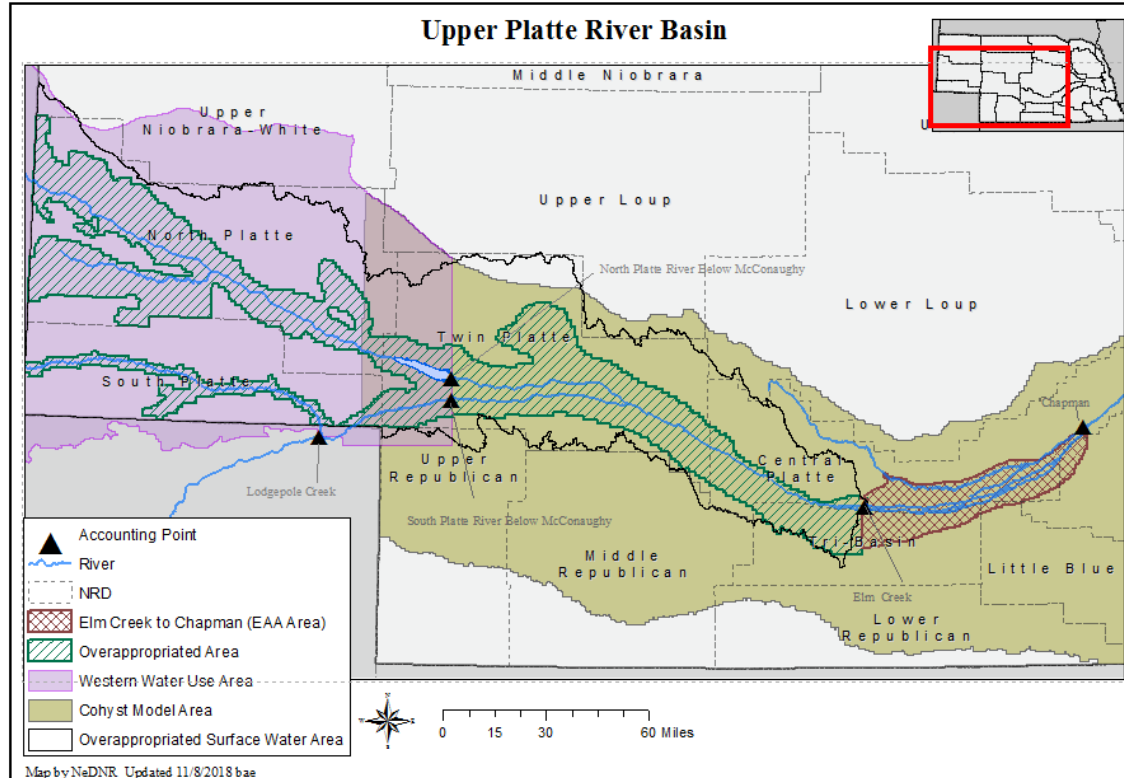 Upper Platte River Basin
Middle Niobrara
Upper
Niobrara-White
U
Upper Loup
North Platte
North Platte River Below McConaughy
Lower Loup
Twin Platte
South Platte
Chapman
Upper
Republican
Central
Platte
Lodgepole Creek
South Platte River Below McConaughy
Tri-Basin
Middle
Republican
Little Blue
Elm Creek
Lower
Republican
Accounting Point
River
NRD
Elm Creek to Chapman (EAA Area)
Overappropriated Area
Western Water Use Area
Cohyst Model Area
Overappropriated Surface Water Area
N
W E
S
0 15 30 60 Miles
Map by NeDNR Updated 11/8/2018 bae